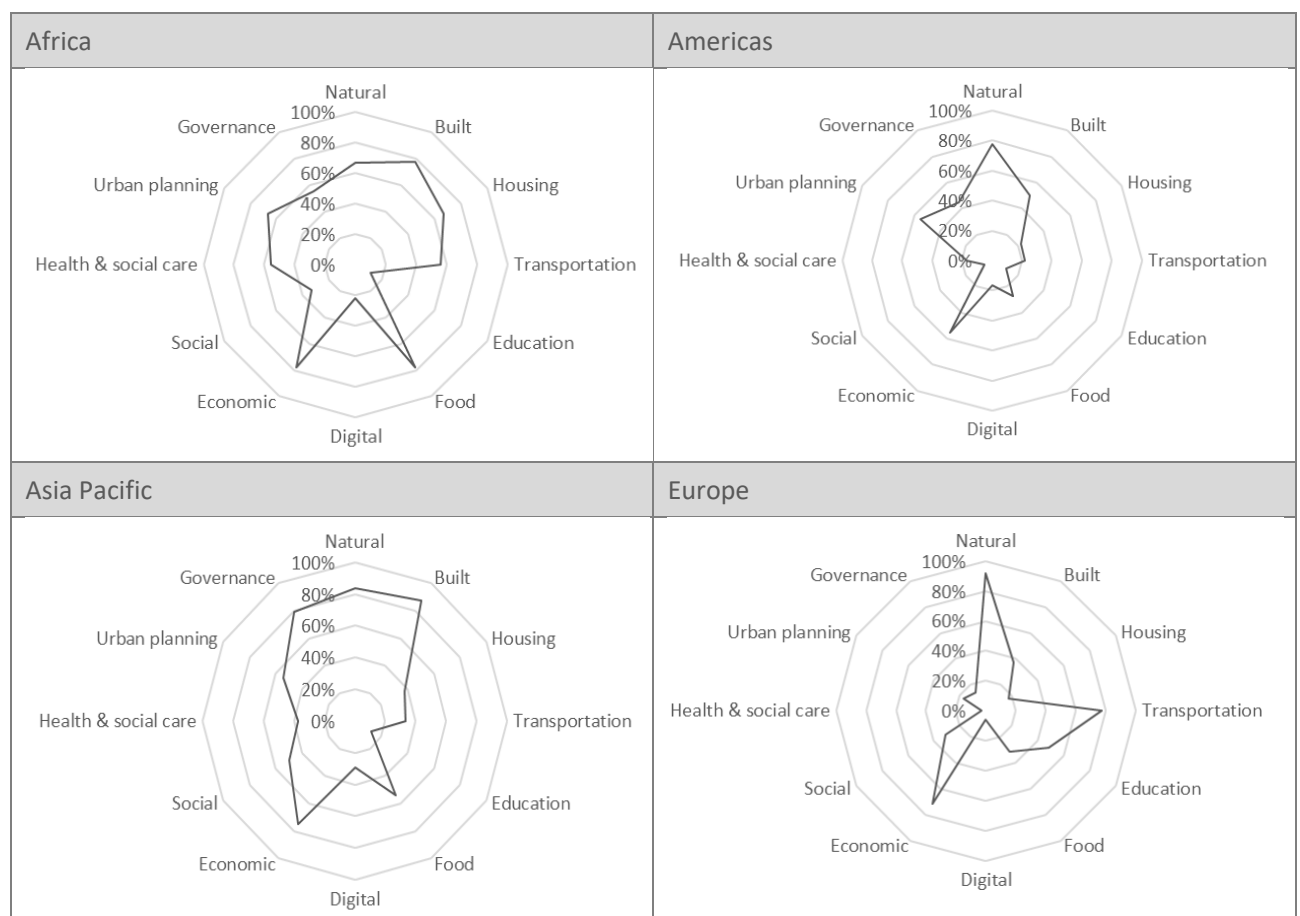 Africa
Americas
Natural
100%
Governance
Built
80%
Urban planning
60%
Housing
40%
20%
Health & social care
0%
Transportation
Social
Education
Economic
Food
Digital
Natural
100%
Governance
Built
80%
Urban planning
60%
Housing
40%
20%
Health & social care
0%
Transportation
Social
Education
Economic
Food
Digital
Asia Pacific
Europe
Natural
100%
Governance
Built
80%
Urban planning
60%
Housing
40%
20%
Health & social care
0%
Transportation
Social
Education
Economic
Food
Digital
Natural
100%
Governance
Built
80%
Urban planning
60%
Housing
40%
20%
Health & social care
0%
Transportation
Social
Education
Economic
Food
Digital